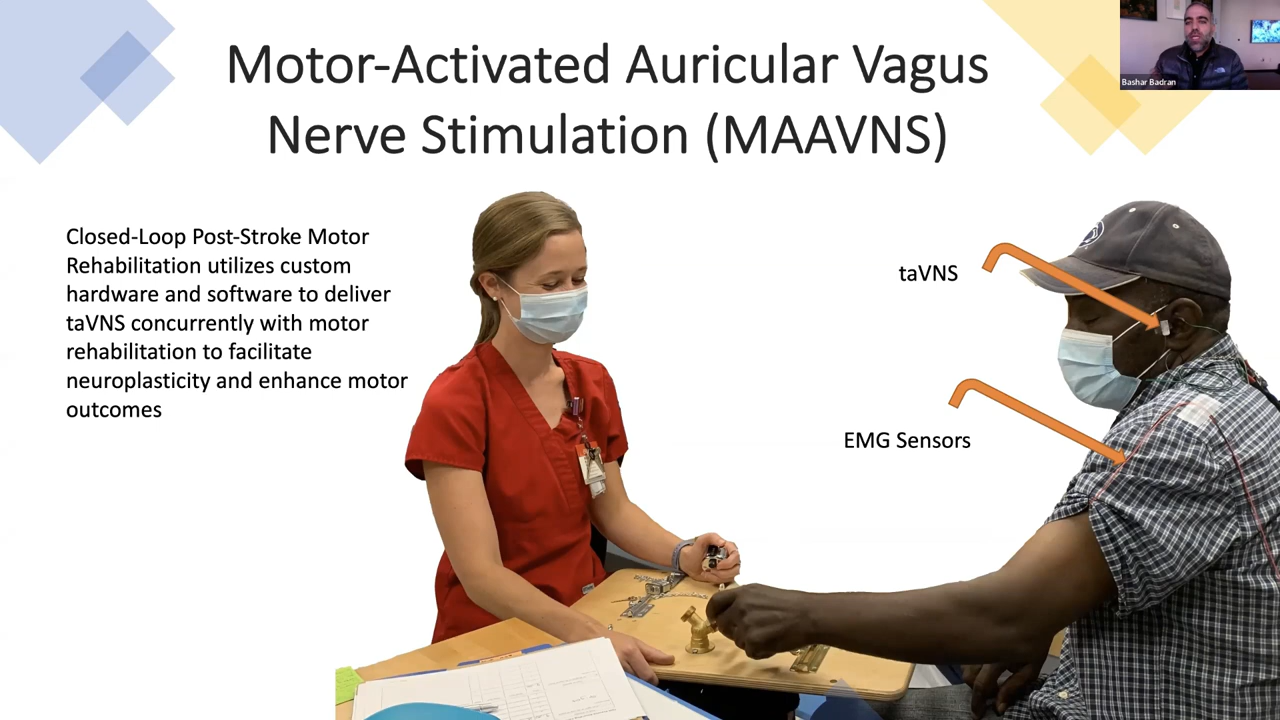 Motor-Activated Auricular Vagus
Nerve Stimulation (MAAVNS)
Bashar Badran
Closed-Loop Post-Stroke Motor
Rehabilitation utilizes custom
hardware and software to deliver
taVNS concurrently with motor
rehabilitation to facilitate
neuroplasticity and enhance motor
outcomes
taVNS
EMG Sensors